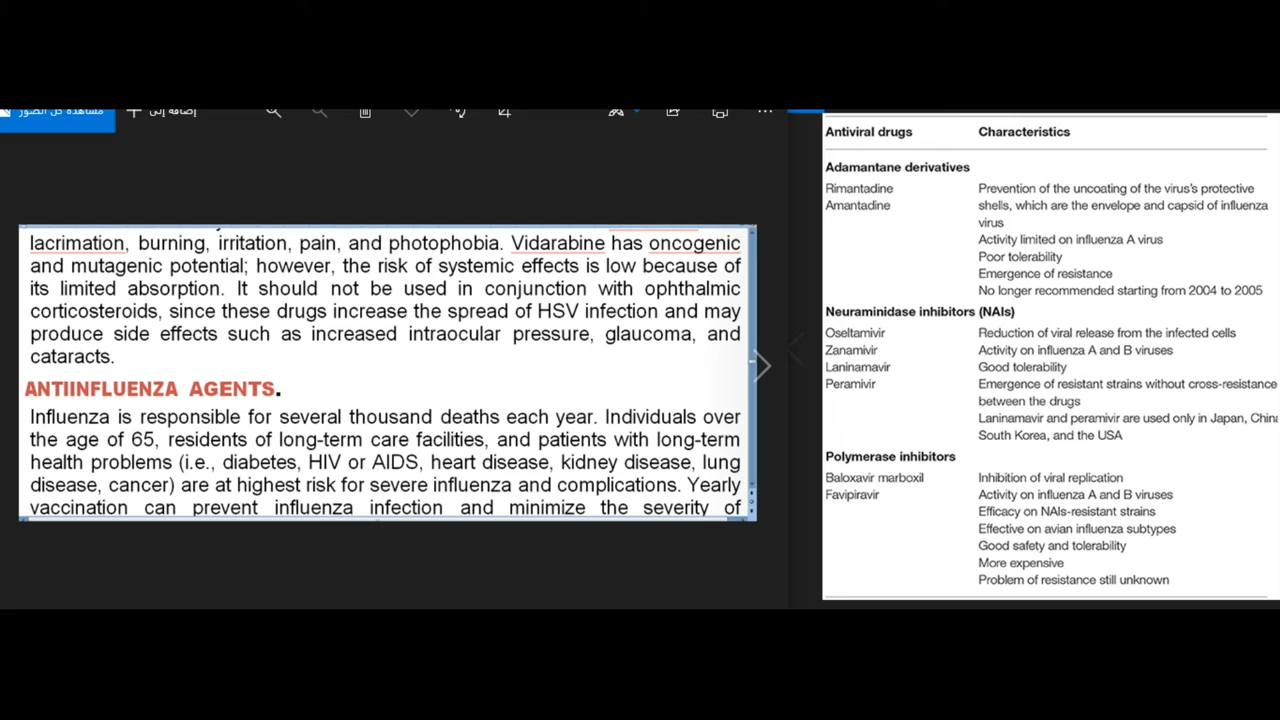 مشاهدة كل الصور
إضافة إلى
lacrimation, burning, irritation, pain, and photophobia. Vidarabine has oncogenic
and mutagenic potential; however, the risk of systemic effects is low because of
its limited absorption. It should not be used in conjunction with ophthalmic
corticosteroids, since these drugs increase the spread of HSV infection and may
produce side effects such as increased intraocular pressure, glaucoma, and
cataracts.
ANTIINFLUENZA AGENTS.
Influenza is responsible for several thousand deaths each year. Individuals over
the age of 65, residents of long-term care facilities, and patients with long-term
health problems (i.e., diabetes, HIV or AIDS, heart disease, kidney disease, lung
disease, cancer) are at highest risk for severe influenza and complications. Yearly
vaccination can prevent influenza infection and minimize the severity of
Antiviral drugs Characteristics
Adamantane derivatives
Rimantadine Prevention of the uncoating of the virus's protective
Amantadine shells, which are the envelope and capsid of influenza
virus
Activity limited on influenza A virus
Poor tolerability
Emergence of resistance
No longer recommended starting from 2004 to 2005
Neuraminidase inhibitors (NAIs)
Oseltamivir Reduction of viral release from the infected cells
Zanamivir Activity on influenza A and B viruses
Laninamavir Good tolerability
Peramivir Emergence of resistant strains without cross-resistance
between the drugs
Laninamavir and peramivir are used only in Japan, China
South Korea, and the USA
Polymerase inhibitors
Baloxavir marboxil Inhibition of viral replication
Favipiravir Activity on influenza A and B viruses
Efficacy on NAIs-resistant strains
Effective on avian influenza subtypes
Good safety and tolerability
More expensive
Problem of resistance still unknown